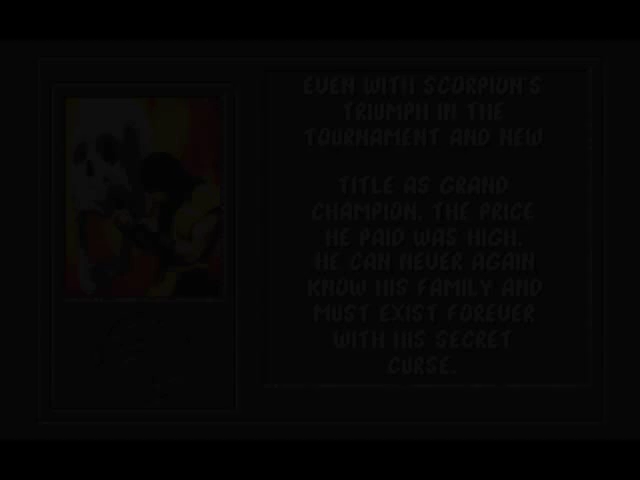 EVEN WITH SCORPION'S
TRIUMPH IN THE
TOURNAMENT AND NEW
TITLE AS GRAND
CHAMPION. THE PRICE
HE PAID WAS HIGH.
HE CAN NEVER AGAIN
KNOW HIS FAMILY AND
MUST EXIST FOREVER
WITH HIS SECRET
CURSE.